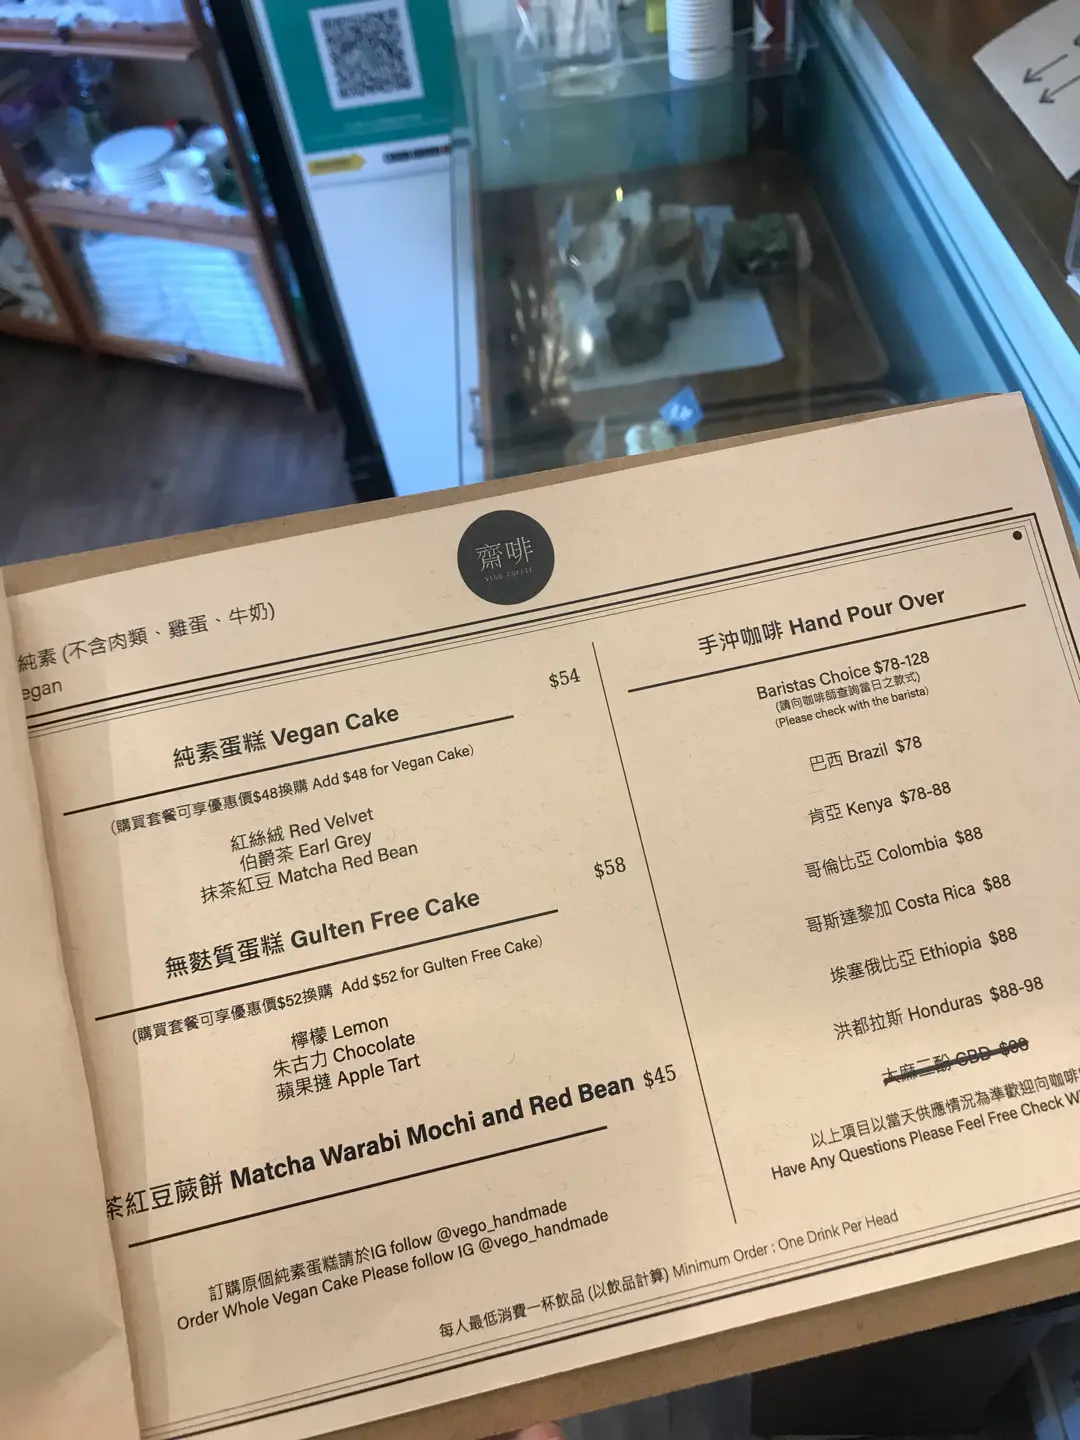 齋啡
VEGO COFFEE
純素 (不含肉類、雞蛋、牛奶)
egan
純素蛋糕 Vegan Cake $54
(購買套餐可享優惠價$48換購 Add $48 for Vegan Cake)
紅絲絨 Red Velvet
伯爵茶 Earl Grey
抹茶紅豆 Matcha Red Bean
無麩質蛋糕 Gulten Free Cake $58
(購買套餐可享優惠價$52換購 Add $52 for Gulten Free Cake)
檸檬 Lemon
朱古力 Chocolate
蘋果撻 Apple Tart
茶紅豆蕨餅 Matcha Warabi Mochi and Red Bean $45
訂購原個純素蛋糕請於IG follow @vego_handmade
Order Whole Vegan Cake Please follow IG @vego_handmade
手沖咖啡 Hand Pour Over
Baristas Choice $78-128
(請向咖啡師查詢當日之款式)
(Please check with the barista)
巴西 Brazil $78
肯亞 Kenya $78-88
哥倫比亞 Colombia $88
哥斯達黎加 Costa Rica $88
埃塞俄比亞 Ethiopia $88
洪都拉斯 Honduras $88-98
大麻二酚 CBD $98
以上項目以當天供應情況為準歡迎向咖啡
Have Any Questions Please Feel Free Check W
每人最低消費一杯飲品 (以飲品計算) Minimum Order : One Drink Per Head